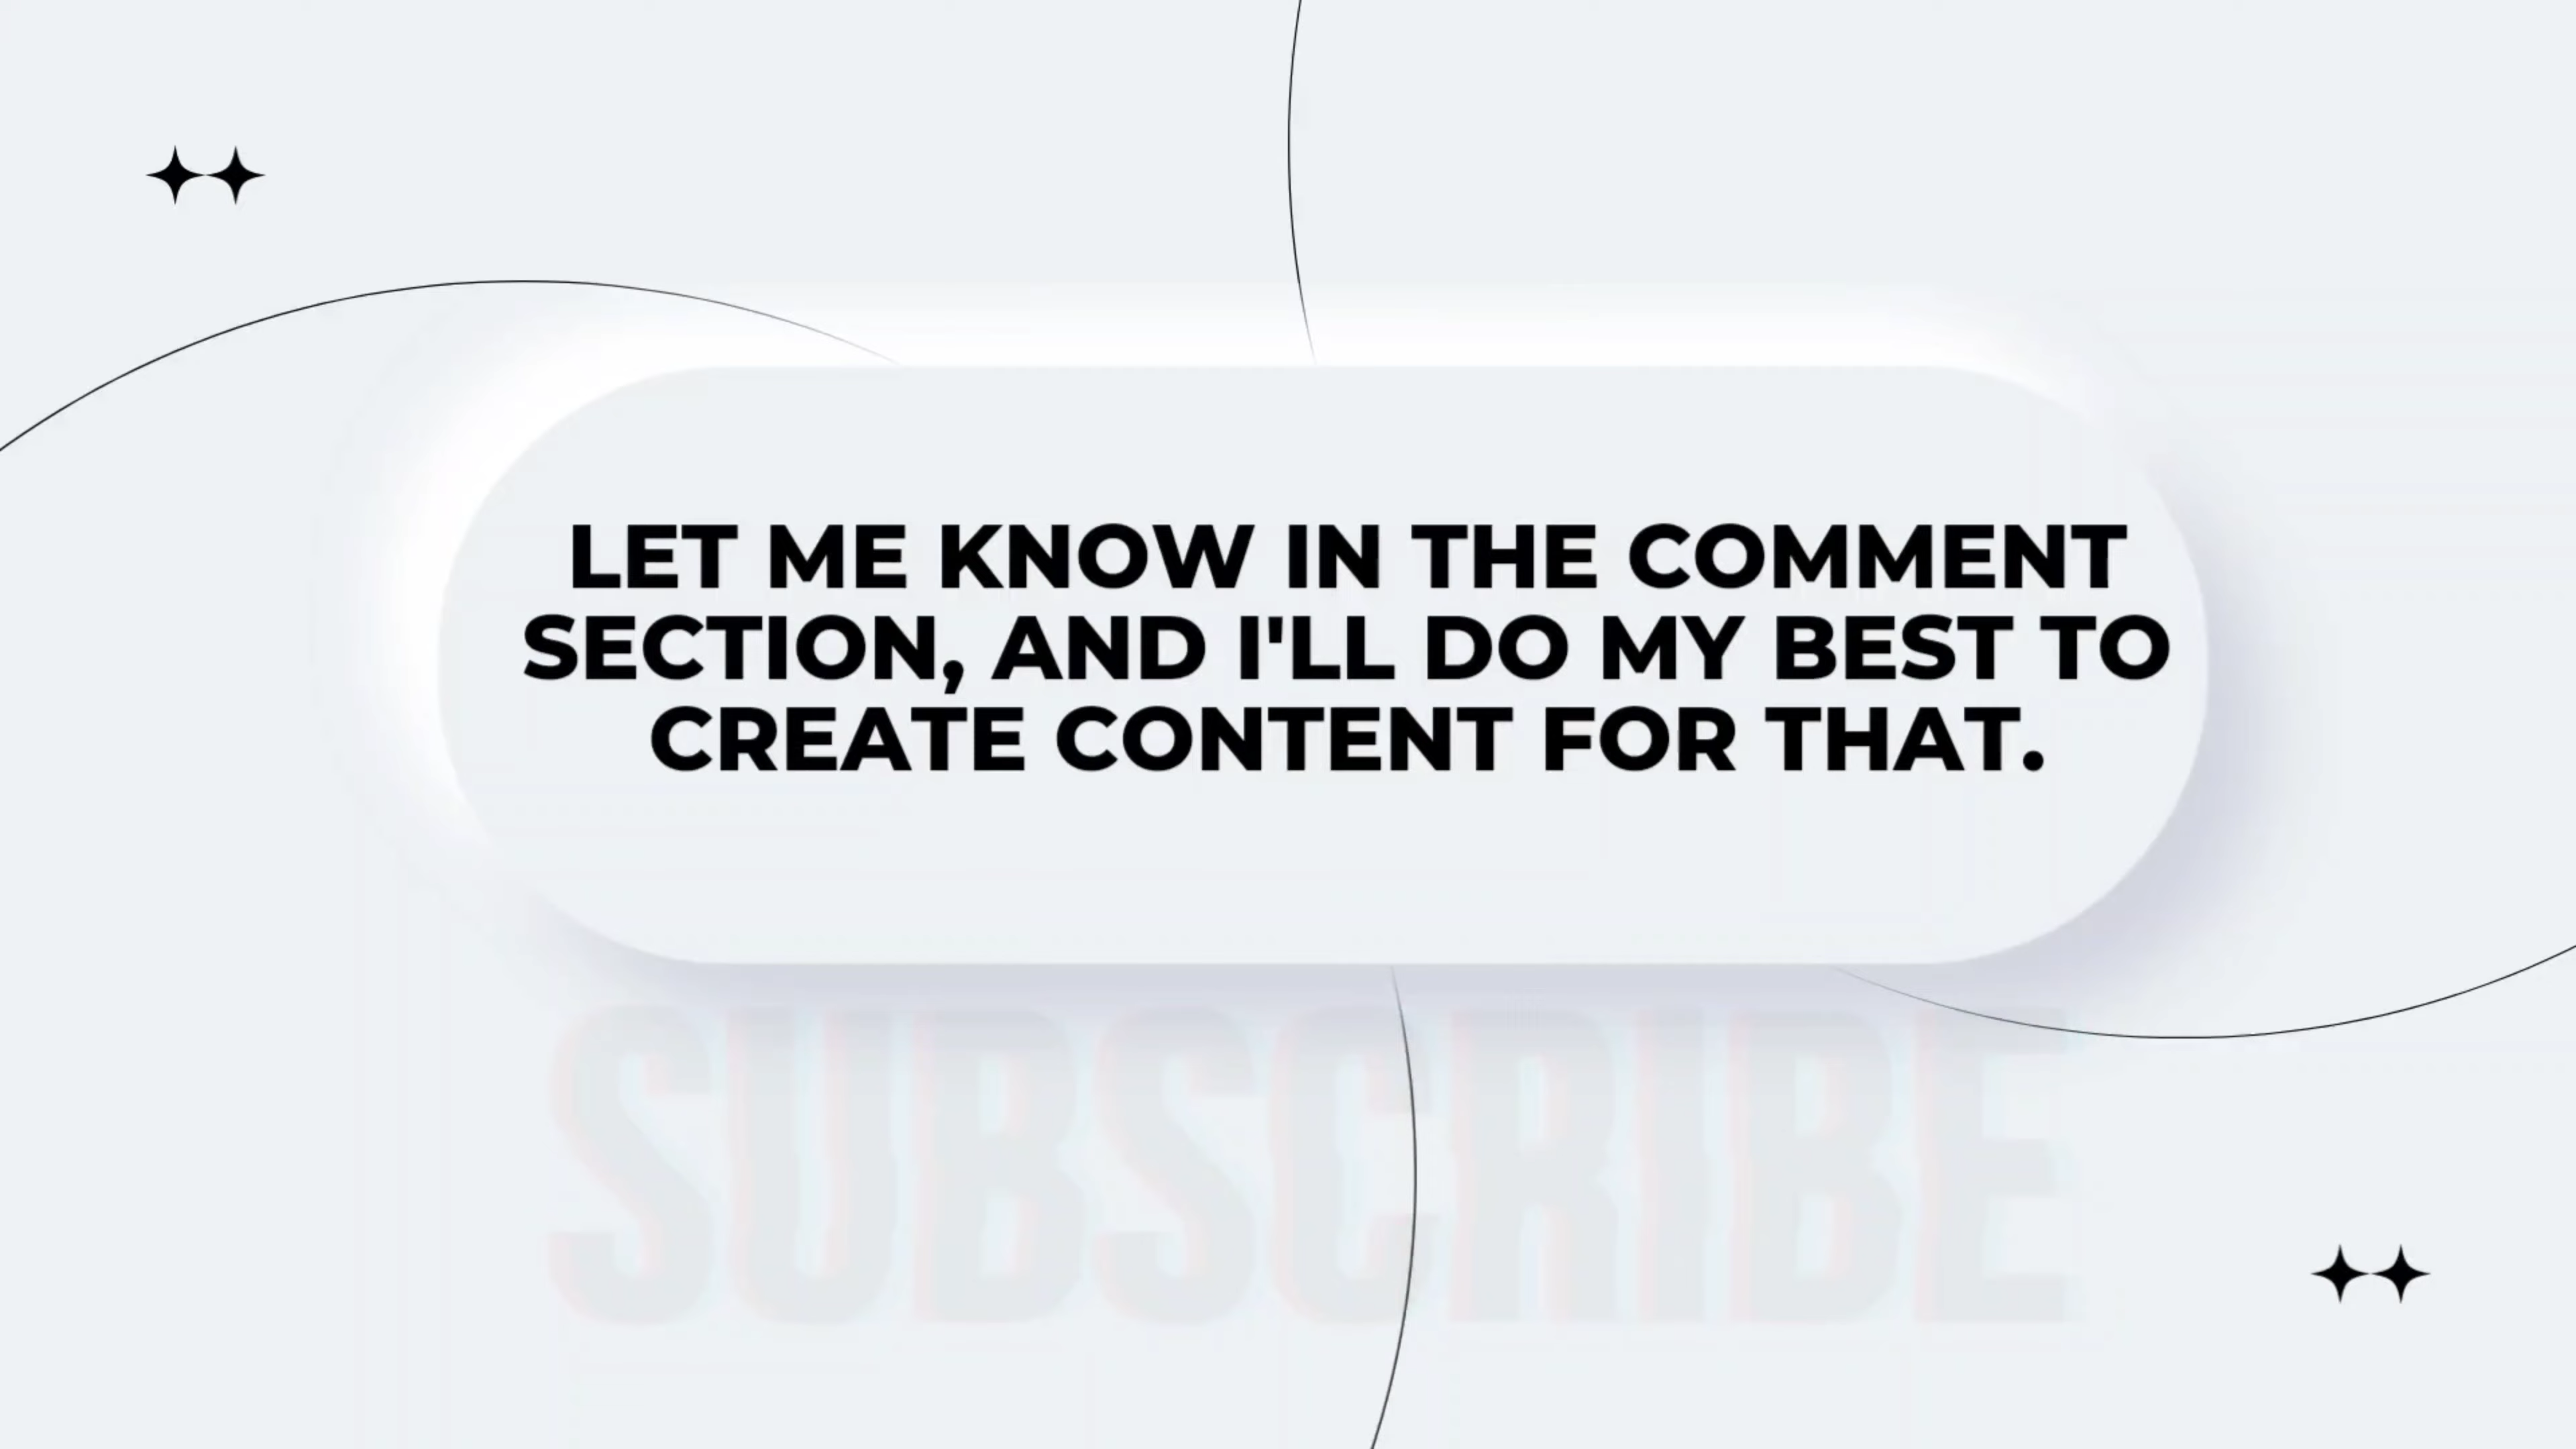 LET ME KNOW IN THE COMMENT
SECTION, AND I'LL DO MY BEST TO
CREATE CONTENT FOR THAT.
SUBSCRIBE